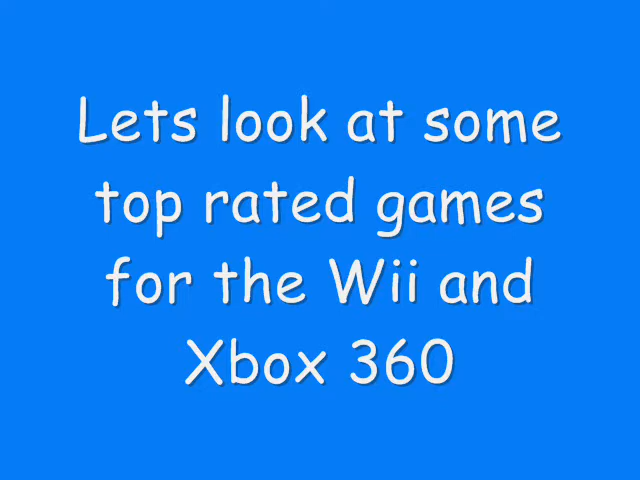 Lets look at some
top rated games
for the Wii and
Xbox 360